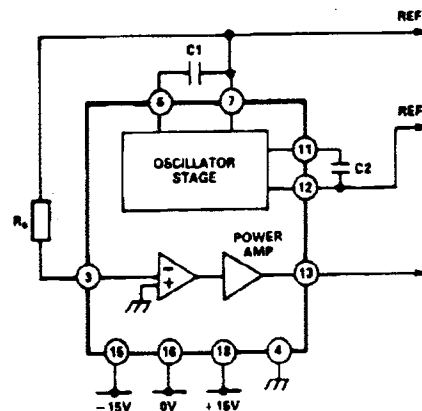 REF
C1
6
7
OSCILLATOR
STAGE
11
C2
12
REF
R₀
3
−
+
POWER
AMP
13
15
16
18
4
−15V
0V
+15V